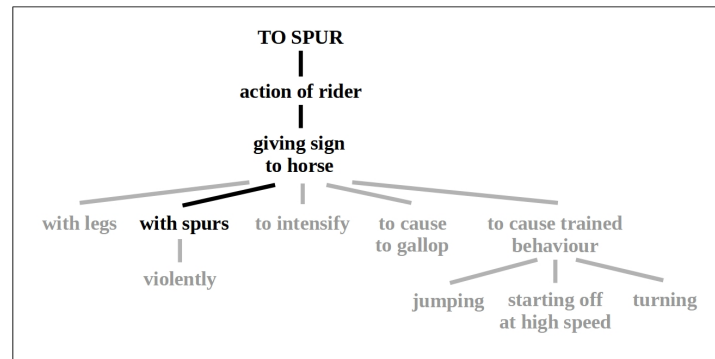 TO SPUR
action of rider
giving sign
to horse
with legs
with spurs
to intensify
to cause
to gallop
to cause trained
behaviour
violently
jumping
starting off
at high speed
turning